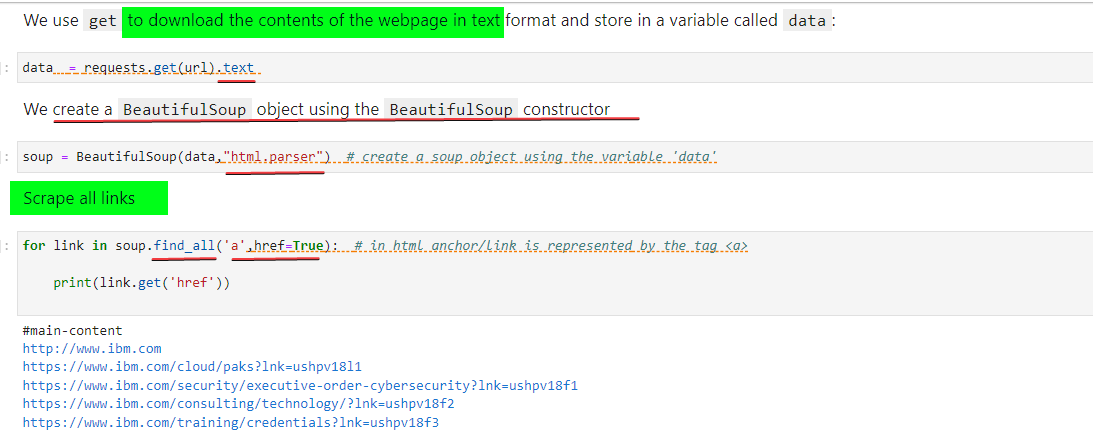 We use get to download the contents of the webpage in text format and store in a variable called data:
: data  = requests.get(url).text
We create a BeautifulSoup object using the BeautifulSoup constructor
: soup = BeautifulSoup(data,"html.parser")  # create a soup object using the variable 'data'
Scrape all links
: for link in soup.find_all('a',href=True):  # in html anchor/link is represented by the tag <a>
print(link.get('href'))
#main-content
http://www.ibm.com
https://www.ibm.com/cloud/paks?lnk=ushpv18l1
https://www.ibm.com/security/executive-order-cybersecurity?lnk=ushpv18f1
https://www.ibm.com/consulting/technology/?lnk=ushpv18f2
https://www.ibm.com/training/credentials?lnk=ushpv18f3